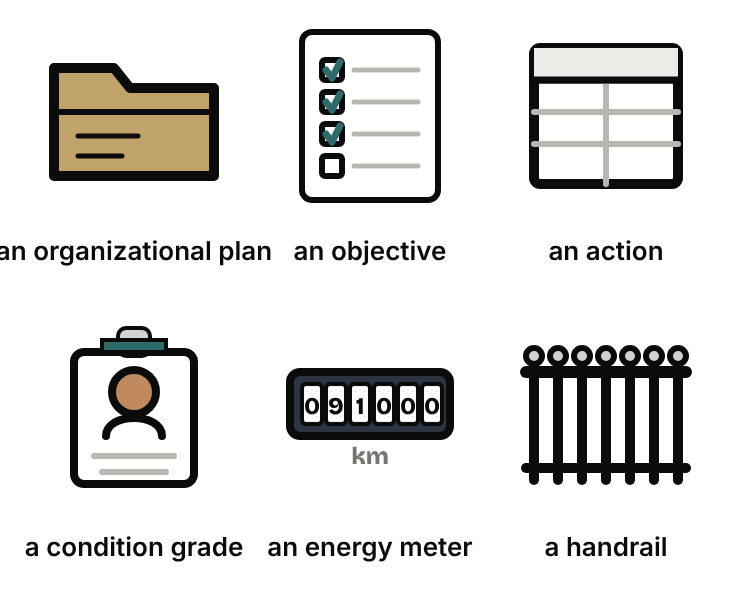 an organizational plan
an objective
an action
091000
km
a condition grade
an energy meter
a handrail